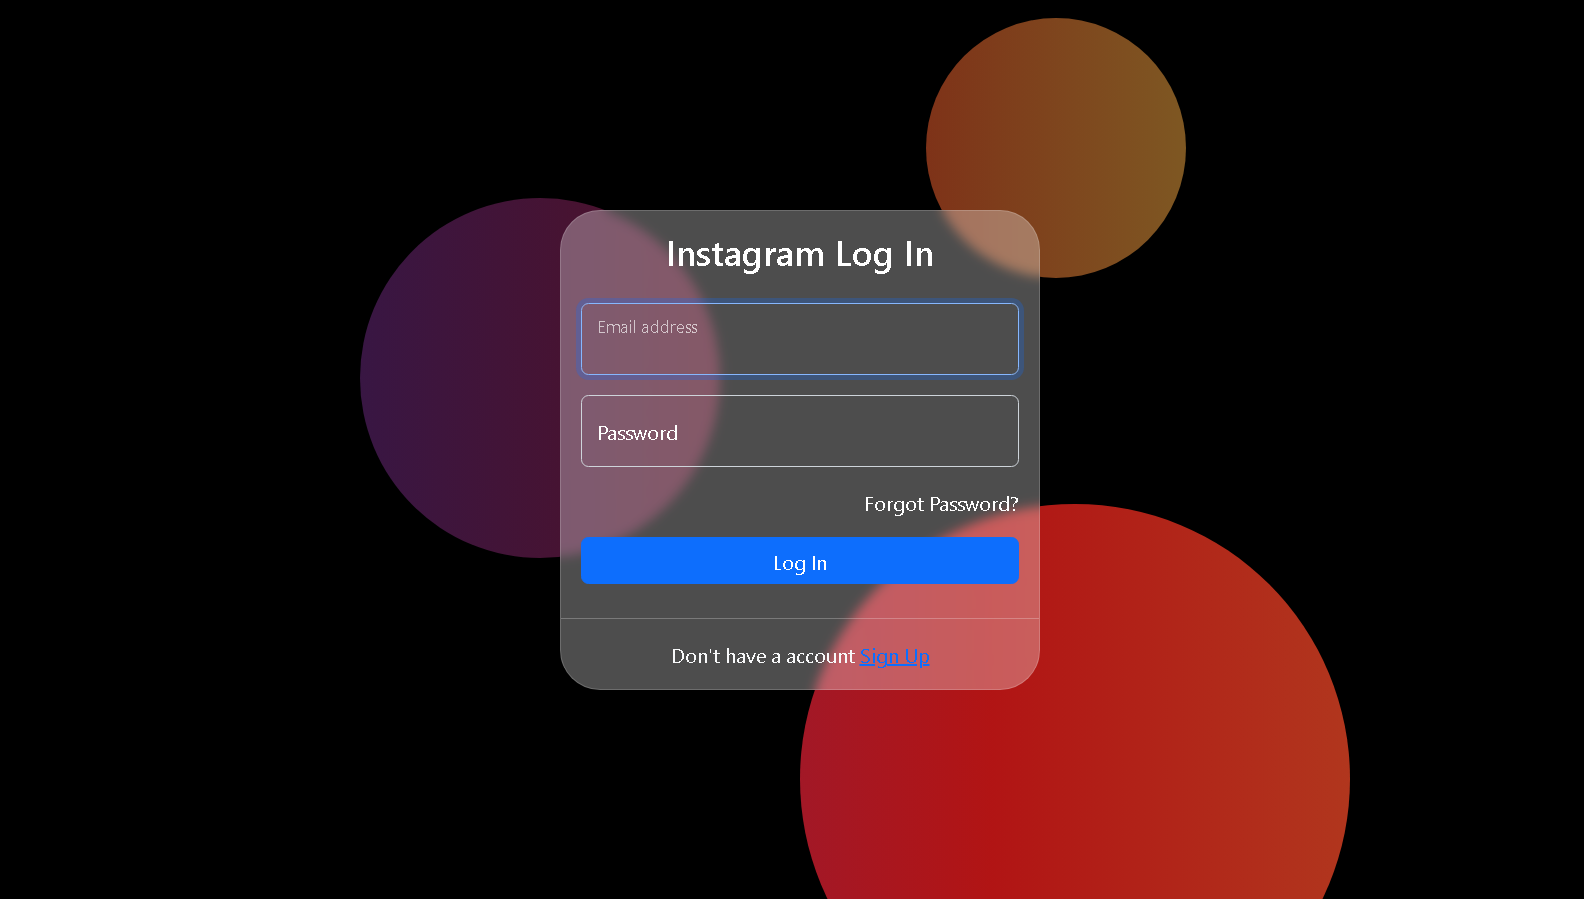 Instagram Log In
Email address
Password
Forgot Password?
Log In
Don't have a account Sign Up